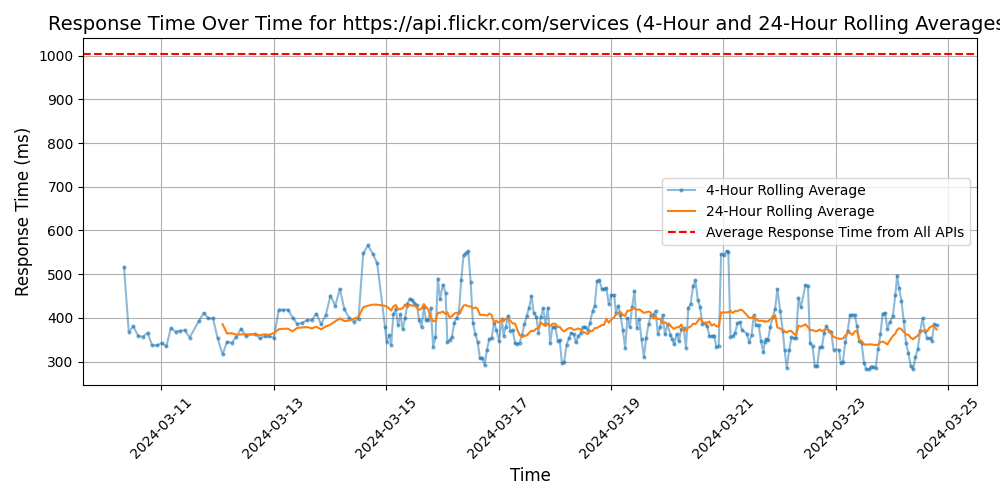 Response Time Over Time for https://api.flickr.com/services (4-Hour and 24-Hour Rolling Averages
Response Time (ms)
1000
900
800
700
600
500
400
300
4-Hour Rolling Average
24-Hour Rolling Average
Average Response Time from All APIs
2024-03-11
2024-03-13
2024-03-15
2024-03-17
2024-03-19
2024-03-21
2024-03-23
2024-03-25
Time